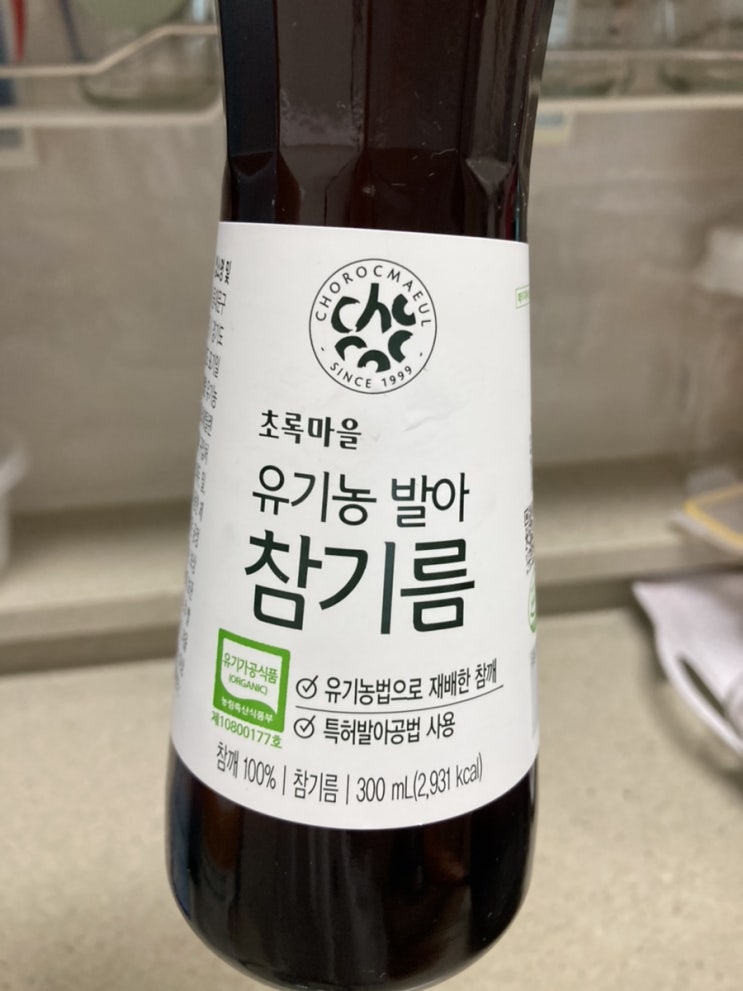 CHOROCMAEUL
choroc
· SINCE 1999 ·
초록마을
유기농 발아
참기름
유기가공식품
(ORGANIC)
농림축산식품부
제10800177호
유기농법으로 재배한 참깨
특허발아공법 사용
참깨 100% | 참기름 | 300 mL(2,931 kcal)